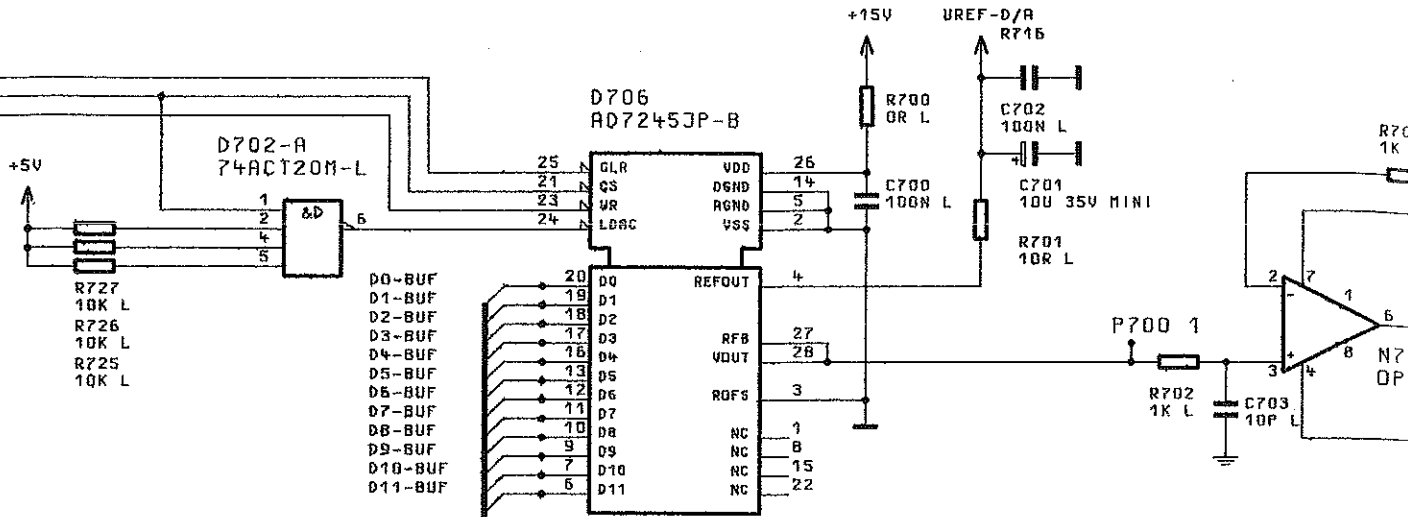 +15V
UREF-D/A
R716
D706
AD7245JP-B
R700
0R L
C702
100N L
D702-A
74ACT20M-L
+5V
1
2
4
5
&D
6
25
21
23
24
CLR
CS
WR
LDAC
VDD
DGND
AGND
VSS
26
14
5
2
C700
100N L
+
C701
10U 35V MINI
R701
10R L
R727
10K L
R726
10K L
R725
10K L
D0-BUF
D1-BUF
D2-BUF
D3-BUF
D4-BUF
D5-BUF
D6-BUF
D7-BUF
D8-BUF
D9-BUF
D10-BUF
D11-BUF
20
19
18
17
16
13
12
11
10
9
7
6
D0
D1
D2
D3
D4
D5
D6
D7
D8
D9
D10
D11
REFOUT
RFB
VOUT
ROFS
NC
NC
NC
NC
4
27
28
3
1
8
15
22
P700 1
R702
1K L
C703
10P L
1K
2
3
7
1
6
8
4
-
+
N7
OP